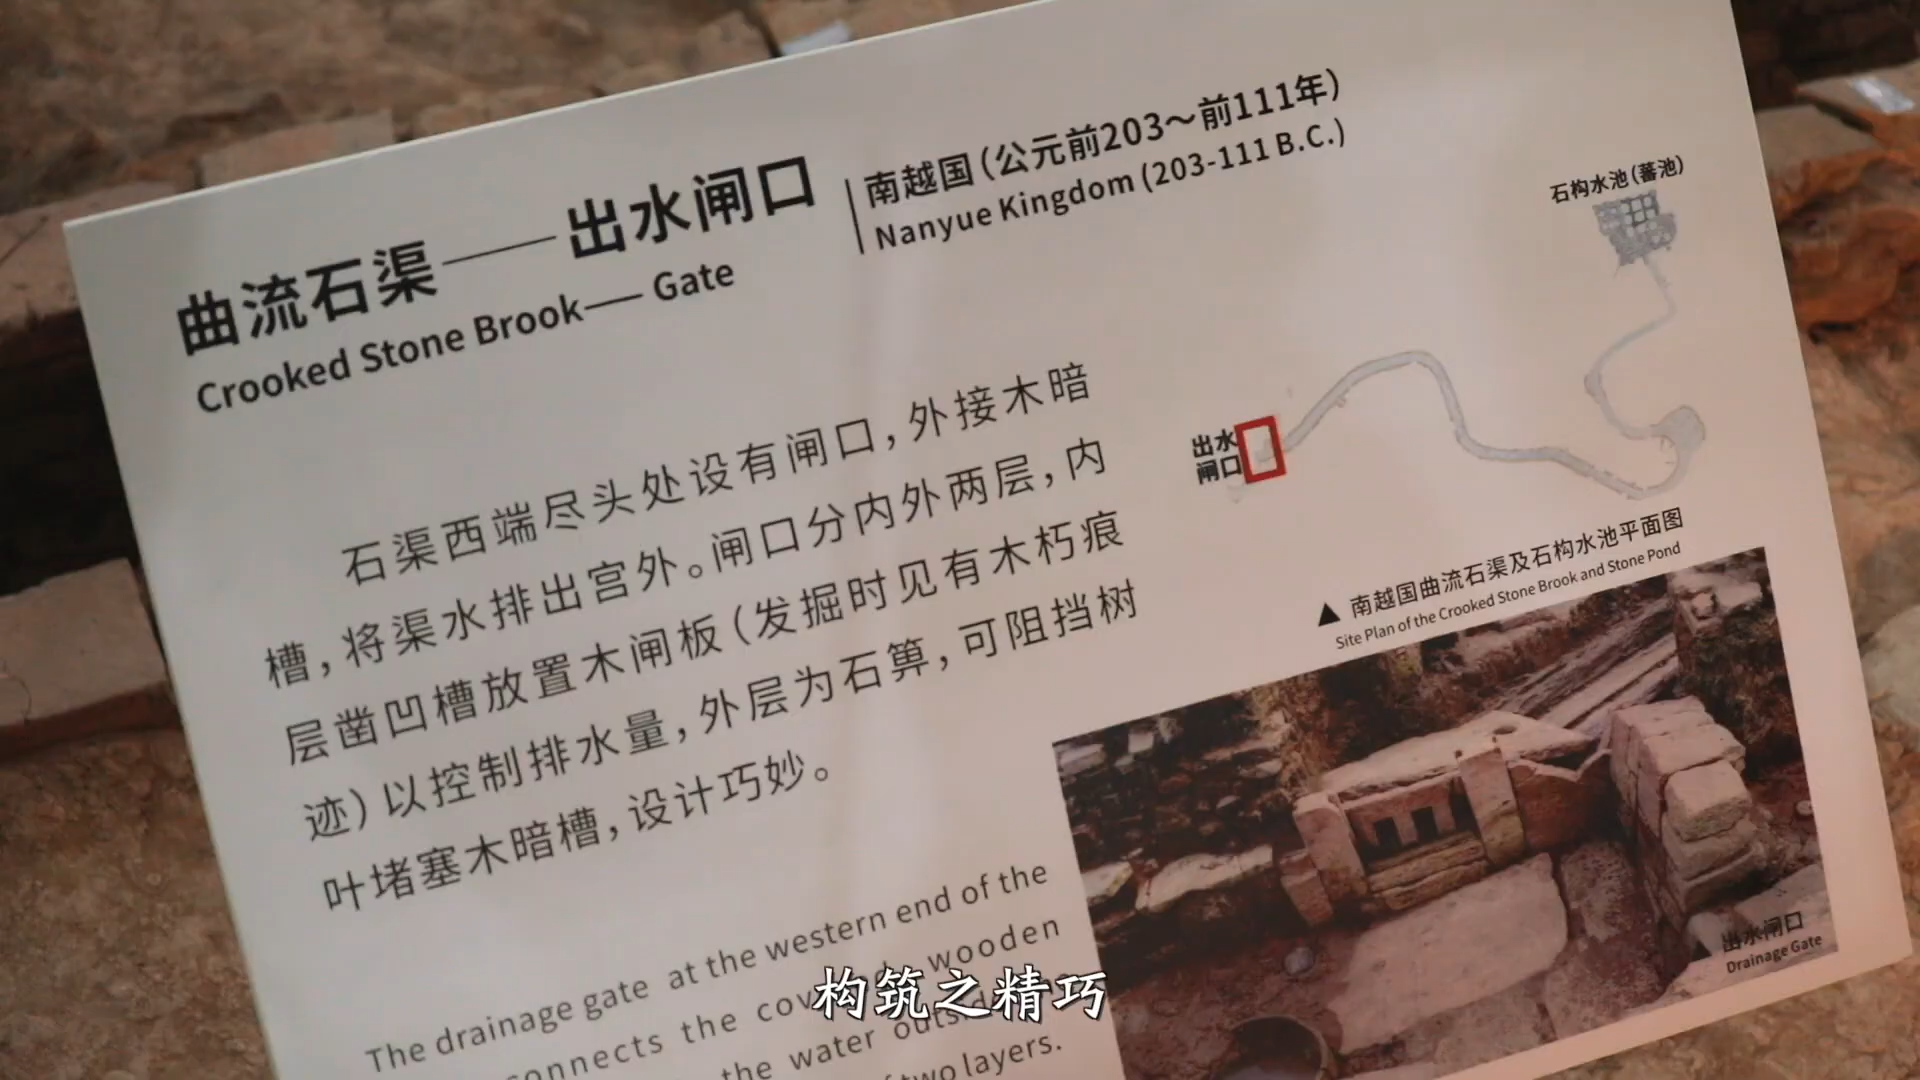 曲流石渠——出水闸口
Crooked Stone Brook—— Gate
南越国(公元前203～前111年)
Nanyue Kingdom (203-111 B.C.)
石渠西端尽头处设有闸口,外接木暗
槽,将渠水排出宫外。闸口分内外两层,内
层凿凹槽放置木闸板(发掘时见有木朽痕
迹)以控制排水量,外层为石箅,可阻挡树
叶堵塞木暗槽,设计巧妙。
The drainage gate at the western end of the
connects the wooden
the water
two layers.
石构水池(蕃池)
出水
闸口
▲ 南越国曲流石渠及石构水池平面图
Site Plan of the Crooked Stone Brook and Stone Pond
出水闸口
Drainage Gate
构筑之精巧